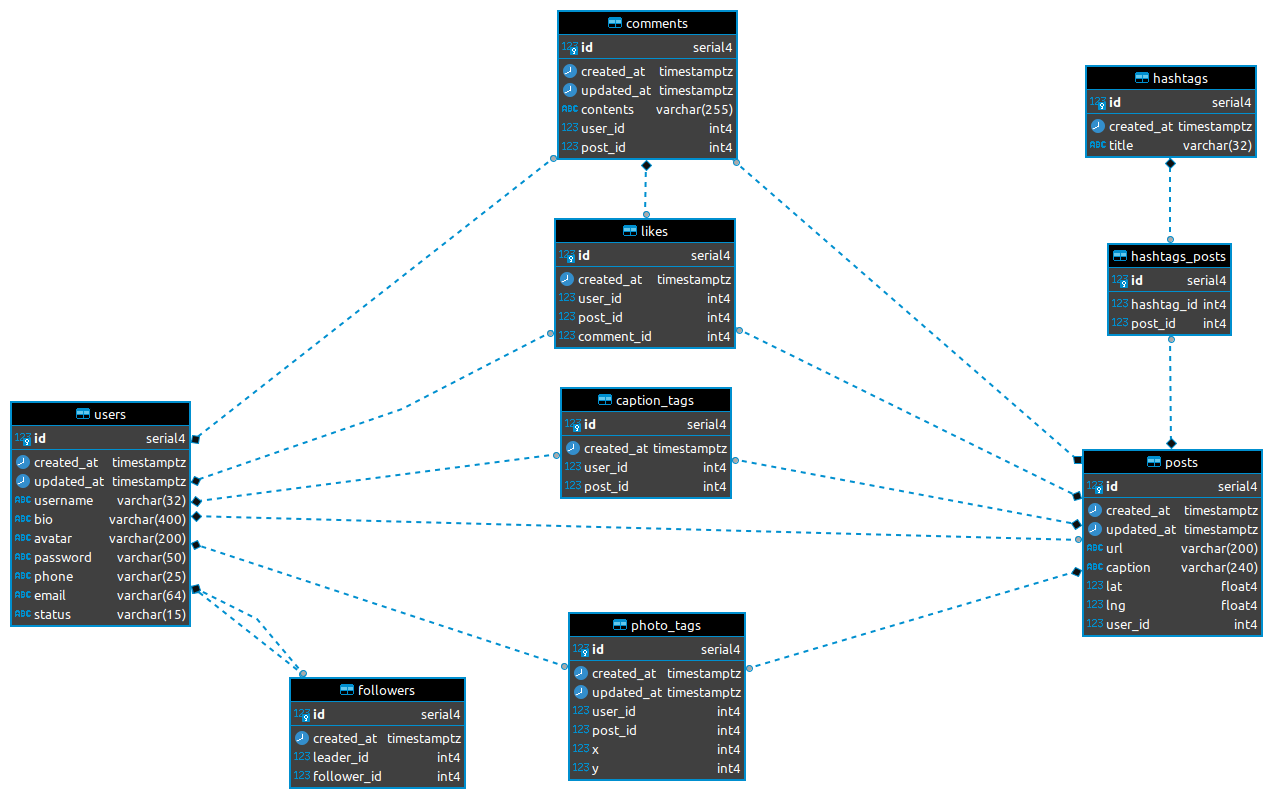 comments
123 id serial4
created_at timestamptz
updated_at timestamptz
ABC contents varchar(255)
123 user_id int4
123 post_id int4
hashtags
123 id serial4
created_at timestamptz
ABC title varchar(32)
likes
123 id serial4
created_at timestamptz
123 user_id int4
123 post_id int4
123 comment_id int4
hashtags_posts
123 id serial4
123 hashtag_id int4
123 post_id int4
caption_tags
123 id serial4
created_at timestamptz
123 user_id int4
123 post_id int4
users
123 id serial4
created_at timestamptz
updated_at timestamptz
ABC username varchar(32)
ABC bio varchar(400)
ABC avatar varchar(200)
ABC password varchar(50)
ABC phone varchar(25)
ABC email varchar(64)
ABC status varchar(15)
posts
123 id serial4
created_at timestamptz
updated_at timestamptz
ABC url varchar(200)
ABC caption varchar(240)
123 lat float4
123 lng float4
123 user_id int4
photo_tags
123 id serial4
created_at timestamptz
updated_at timestamptz
123 user_id int4
123 post_id int4
123 x int4
123 y int4
followers
123 id serial4
created_at timestamptz
123 leader_id int4
123 follower_id int4